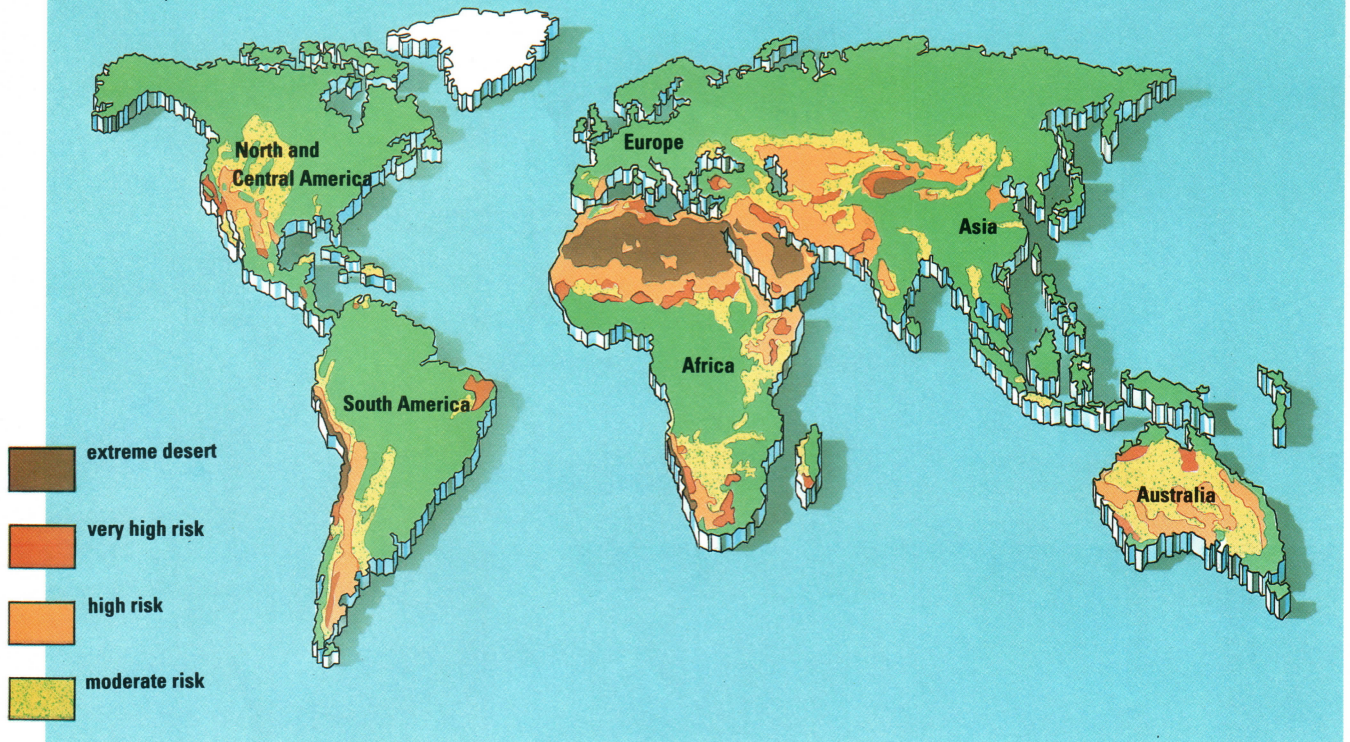 North and
Central America
South America
Europe
Africa
Asia
Australia
extreme desert
very high risk
high risk
moderate risk